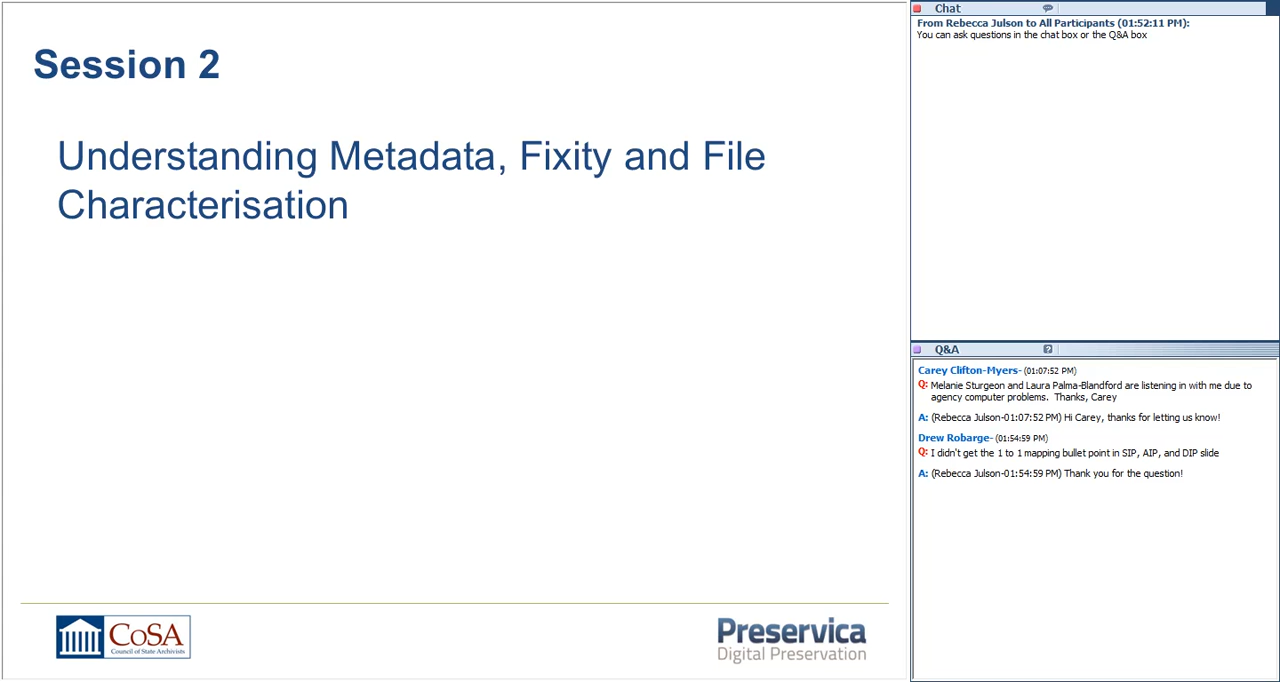 Session 2
Understanding Metadata, Fixity and File
Characterisation
CoSA
Council of State Archivists
Preservica
Digital Preservation
Chat
From Rebecca Julson to All Participants (01:52:11 PM):
You can ask questions in the chat box or the Q&A box
Q&A
Carey Clifton-Myers- (01:07:52 PM)
Q: Melanie Sturgeon and Laura Palma-Blandford are listening in with me due to
agency computer problems. Thanks, Carey
A: (Rebecca Julson-01:07:52 PM) Hi Carey, thanks for letting us know!
Drew Robarge- (01:54:59 PM)
Q: I didn't get the 1 to 1 mapping bullet point in SIP, AIP, and DIP slide
A: (Rebecca Julson-01:54:59 PM) Thank you for the question!